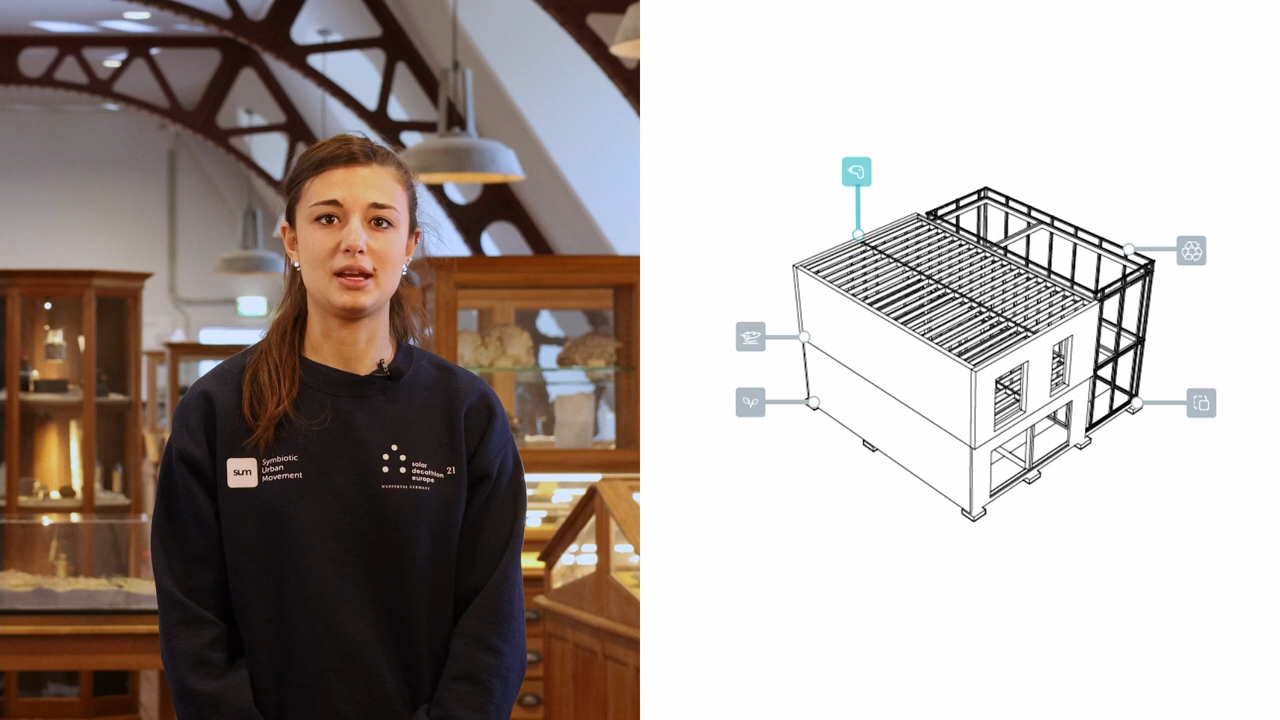 sum
Symbiotic
Urban
Movement
solar
decathlon
europe
21
WUPPERTAL GERMANY